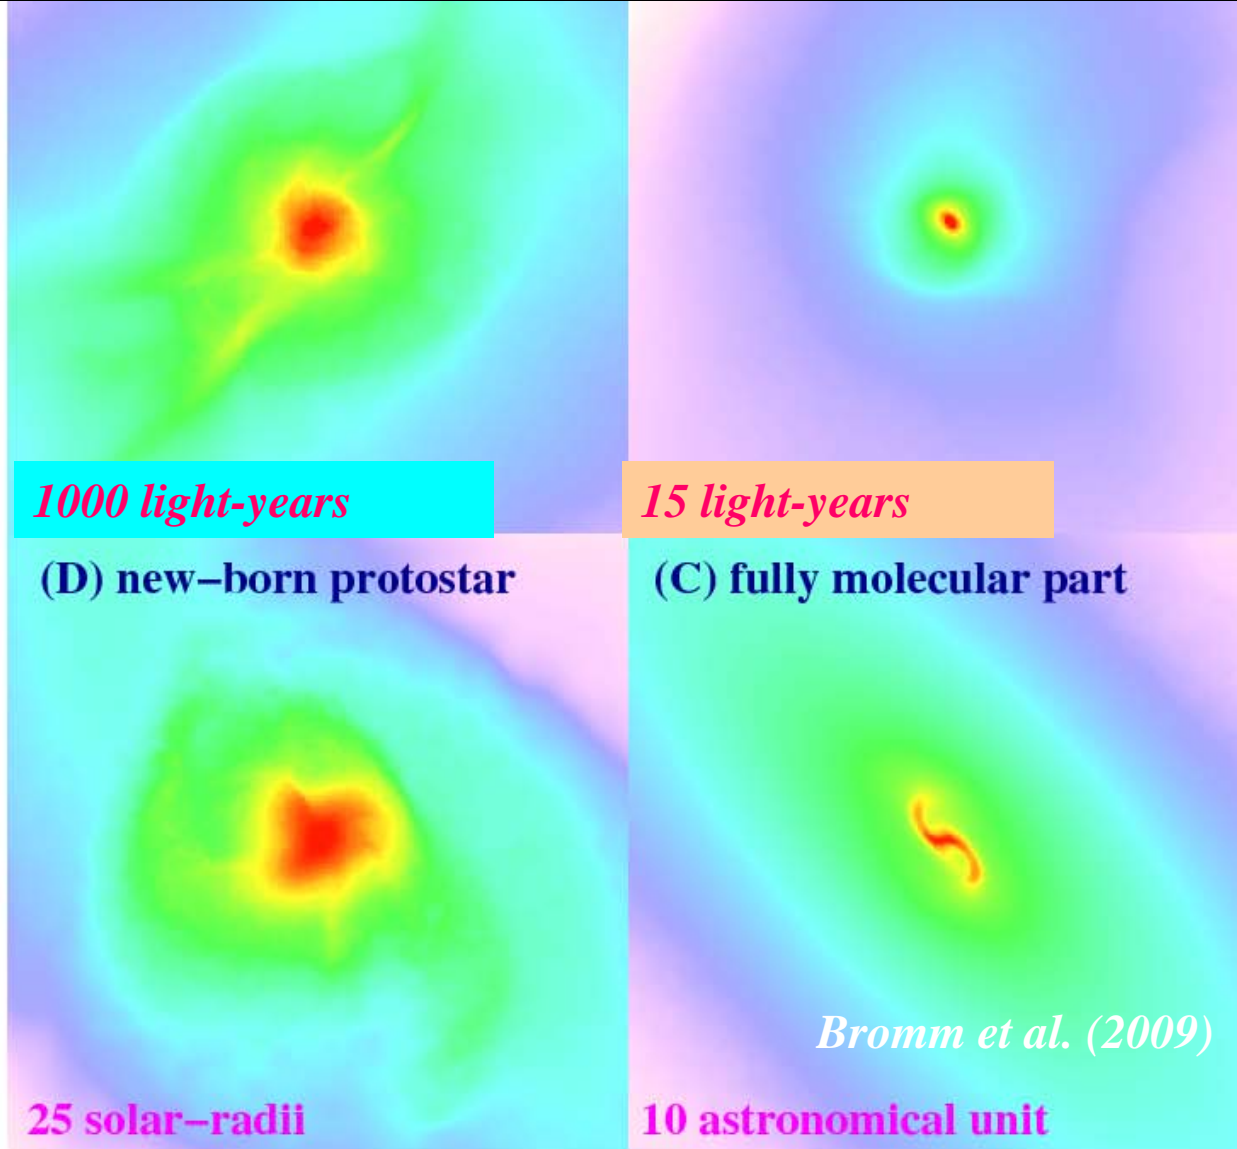 1000 light-years
15 light-years
(D) new–born protostar
(C) fully molecular part
Bromm et al. (2009)
25 solar–radii
10 astronomical unit